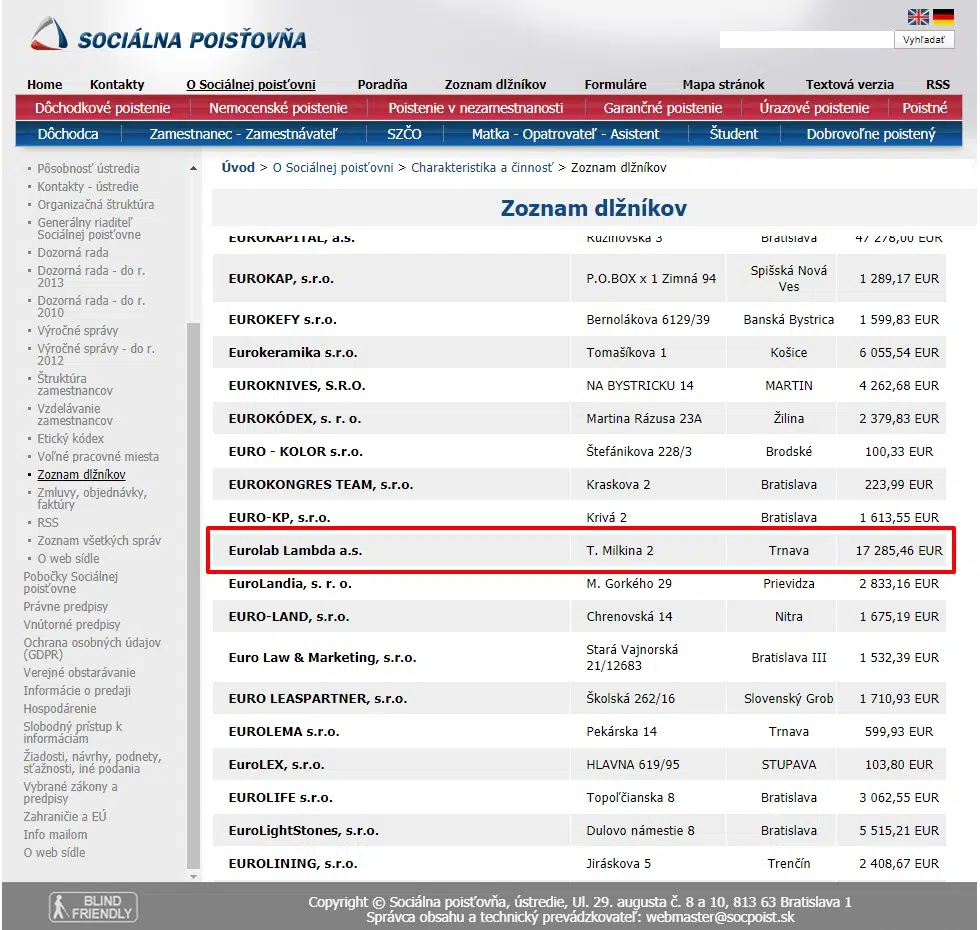 SOCIÁLNA POISŤOVŇA
Vyhľadať
Home Kontakty O Sociálnej poisťovni Poradňa Zoznam dlžníkov Formuláre Mapa stránok Textová verzia RSS
Dôchodkové poistenie Nemocenské poistenie Poistenie v nezamestnanosti Garančné poistenie Úrazové poistenie Poistné
Dôchodca Zamestnanec - Zamestnávateľ SZČO Matka - Opatrovateľ - Asistent Študent Dobrovoľne poistený
Pôsobnosť ústredia
Kontakty - ústredie
Organizačná štruktúra
Generálny riaditeľ
Sociálnej poisťovne
Dozorná rada
Dozorná rada - do r.
2013
Dozorná rada - do r.
2010
Výročné správy
Výročné správy - do r.
2012
Štruktúra
zamestnancov
Vzdelávanie
zamestnancov
Etický kódex
Voľné pracovné miesta
Zoznam dlžníkov
Zmluvy, objednávky,
faktúry
RSS
Zoznam všetkých správ
O web sídle
Pobočky Sociálnej
poisťovne
Právne predpisy
Vnútorné predpisy
Ochrana osobných údajov
(GDPR)
Verejné obstarávanie
Informácie o predaji
Hospodárenie
Slobodný prístup k
informáciám
Žiadosti, návrhy, podnety,
sťažnosti, iné podania
Vybrané zákony a
predpisy
Zahraničie a EÚ
Info mailom
O web sídle
Úvod > O Sociálnej poisťovni > Charakteristika a činnosť > Zoznam dlžníkov
Zoznam dlžníkov
EUROKAPITAL, a.s. Ružinovská 3 Bratislava 47 278,00 EUR
EUROKAP, s.r.o. P.O.BOX x 1 Zimná 94 Spišská Nová Ves 1 289,17 EUR
EUROKEFY s.r.o. Bernolákova 6129/39 Banská Bystrica 1 599,83 EUR
Eurokeramika s.r.o. Tomašíkova 1 Košice 6 055,54 EUR
EUROKNIVES, S.R.O. NA BYSTRICKU 14 MARTIN 4 262,68 EUR
EUROKÓDEX, s. r. o. Martina Rázusa 23A Žilina 2 379,83 EUR
EURO - KOLOR s.r.o. Štefánikova 228/3 Brodské 100,33 EUR
EUROKONGRES TEAM, s.r.o. Kraskova 2 Bratislava 223,99 EUR
EURO-KP, s.r.o. Krivá 2 Bratislava 1 613,55 EUR
Eurolab Lambda a.s. T. Milkina 2 Trnava 17 285,46 EUR
EuroLandia, s. r. o. M. Gorkého 29 Prievidza 2 833,16 EUR
EURO-LAND, s.r.o. Chrenovská 14 Nitra 1 675,19 EUR
Euro Law & Marketing, s.r.o. Stará Vajnorská 21/12683 Bratislava III 1 532,39 EUR
EURO LEASPARTNER, s.r.o. Školská 262/16 Slovenský Grob 1 710,93 EUR
EUROLEMA s.r.o. Pekárska 14 Trnava 599,93 EUR
EuroLEX, s.r.o. HLAVNA 619/95 STUPAVA 103,80 EUR
EUROLIFE s.r.o. Topoľčianska 8 Bratislava 3 062,55 EUR
EuroLightStones, s.r.o. Dulovo námestie 8 Bratislava 5 515,21 EUR
EUROLINING, s.r.o. Jiráskova 5 Trenčín 2 408,67 EUR
BLIND
FRIENDLY
Copyright © Sociálna poisťovňa, ústredie, Ul. 29. augusta č. 8 a 10, 813 63 Bratislava 1
Správca obsahu a technický prevádzkovateľ: webmaster@socpoist.sk